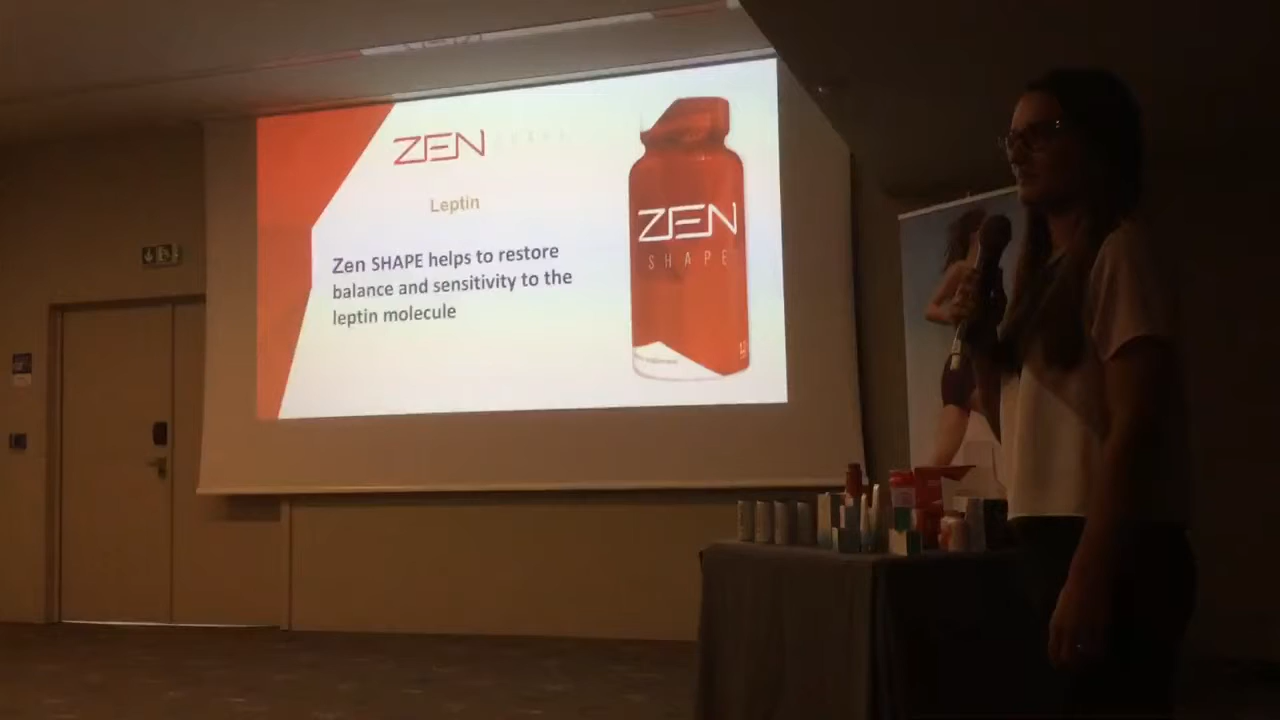 ZEN
Leptin
Zen SHAPE helps to restore
balance and sensitivity to the
leptin molecule
ZEN
SHAPE